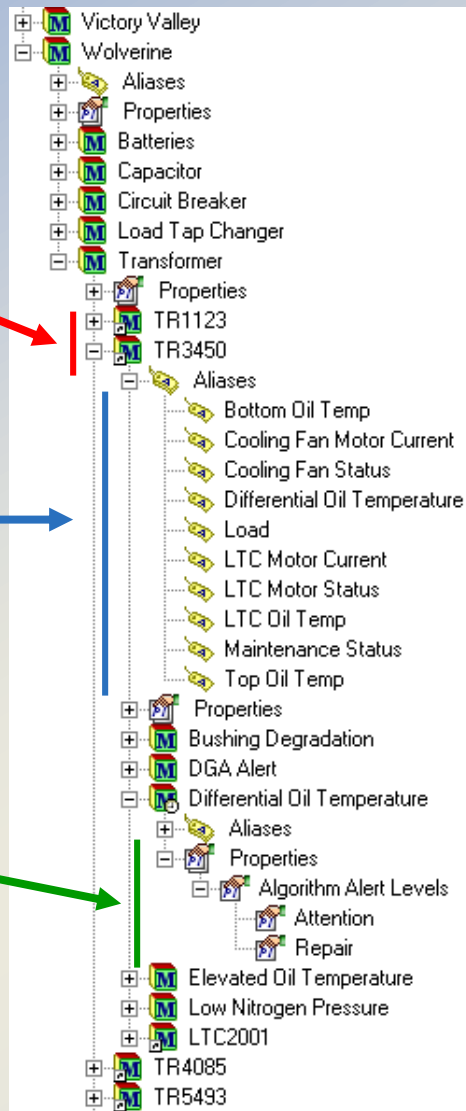 Victory Valley
Wolverine
Aliases
Properties
Batteries
Capacitor
Circuit Breaker
Load Tap Changer
Transformer
Properties
TR1123
TR3450
Aliases
Bottom Oil Temp
Cooling Fan Motor Current
Cooling Fan Status
Differential Oil Temperature
Load
LTC Motor Current
LTC Motor Status
LTC Oil Temp
Maintenance Status
Top Oil Temp
Properties
Bushing Degradation
DGA Alert
Differential Oil Temperature
Aliases
Properties
Algorithm Alert Levels
Attention
Repair
Elevated Oil Temperature
Low Nitrogen Pressure
LTC2001
TR4085
TR5493